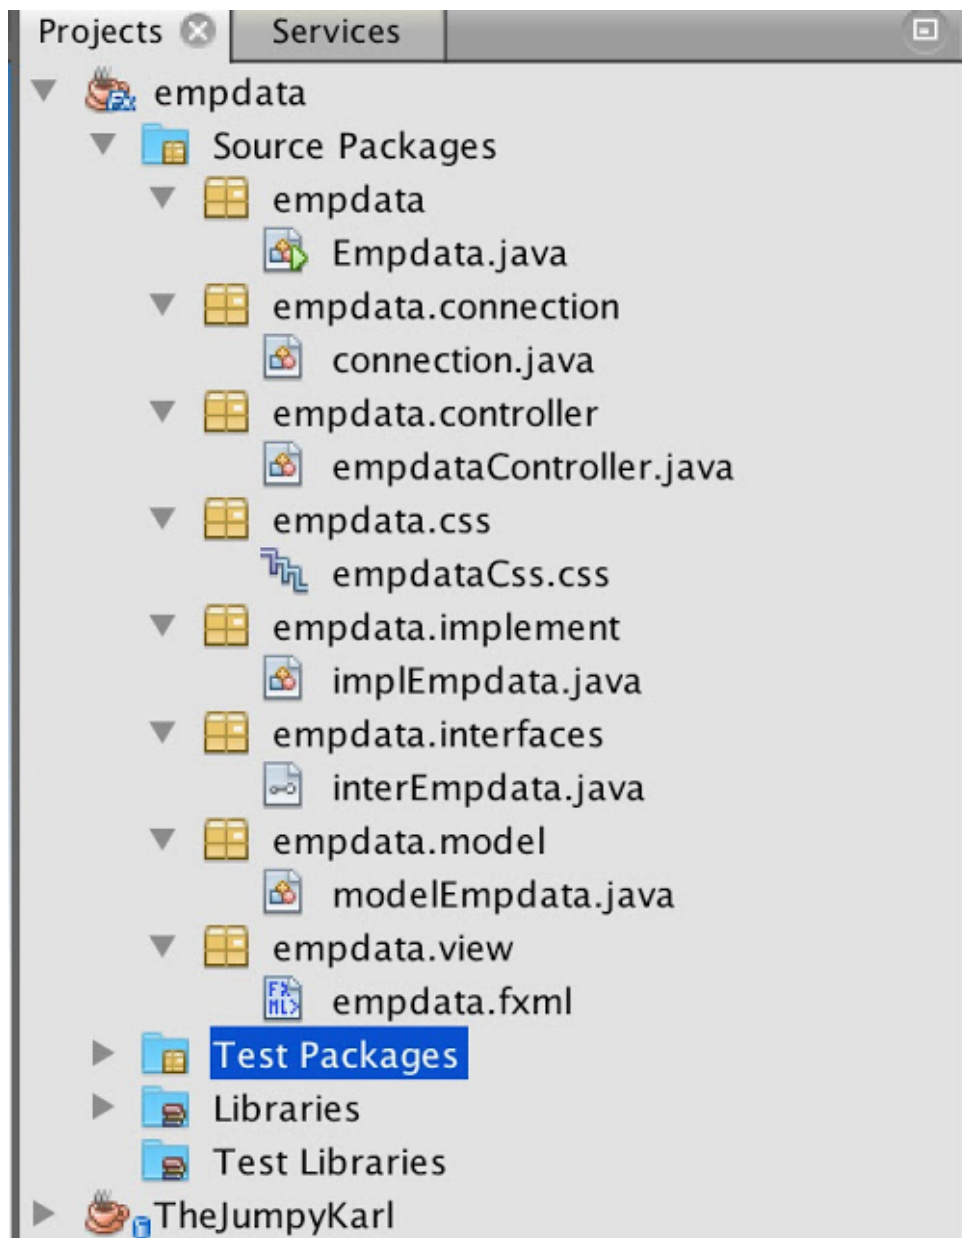 Projects Services
empdata
Source Packages
empdata
Empdata.java
empdata.connection
connection.java
empdata.controller
empdataController.java
empdata.css
empdataCss.css
empdata.implement
implEmpdata.java
empdata.interfaces
interEmpdata.java
empdata.model
modelEmpdata.java
empdata.view
empdata.fxml
Test Packages
Libraries
Test Libraries
TheJumpyKarl